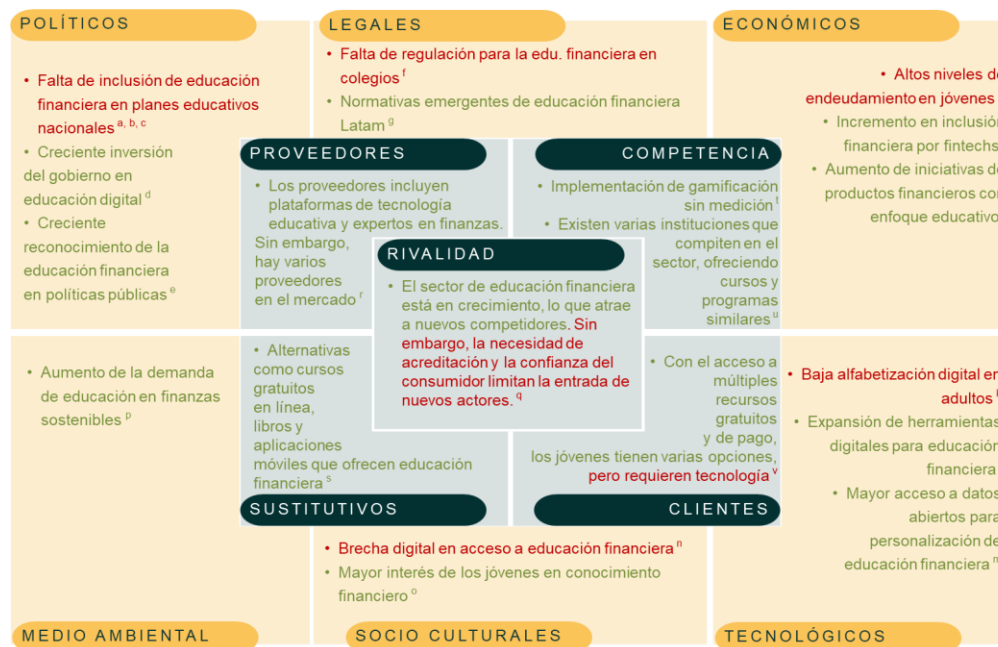 POLÍTICOS
• Falta de inclusión de educación
financiera en planes educativos
nacionales a, b, c
• Creciente inversión
del gobierno en
educación digital d
• Creciente
reconocimiento de la
educación financiera
en políticas públicas e
LEGALES
• Falta de regulación para la edu. financiera en
colegios f
• Normativas emergentes de educación financiera
Latam g
ECONÓMICOS
• Altos niveles de
endeudamiento en jóvenes
• Incremento en inclusión
financiera por fintechs
• Aumento de iniciativas de
productos financieros con
enfoque educativo
PROVEEDORES
• Los proveedores incluyen
plataformas de tecnología
educativa y expertos en finanzas.
Sin embargo,
hay varios
proveedores
en el mercado r
COMPETENCIA
• Implementación de gamificación
sin medición t
• Existen varias instituciones que
compiten en el
sector, ofreciendo
cursos y
programas
similares u
RIVALIDAD
• El sector de educación financiera
está en crecimiento, lo que atrae
a nuevos competidores. Sin
embargo, la necesidad de
acreditación y la confianza del
consumidor limitan la entrada de
nuevos actores. q
• Aumento de la demanda
de educación en finanzas
sostenibles p
MEDIO AMBIENTAL
• Alternativas
como cursos
gratuitos
en línea,
libros y
aplicaciones
móviles que ofrecen educación
financiera s
SUSTITUTIVOS
• Con el acceso a
múltiples
recursos
gratuitos
y de pago,
los jóvenes tienen varias opciones,
pero requieren tecnología v
CLIENTES
• Brecha digital en acceso a educación financiera n
• Mayor interés de los jóvenes en conocimiento
financiero o
SOCIO CULTURALES
• Baja alfabetización digital en
adultos
• Expansión de herramientas
digitales para educación
financiera
• Mayor acceso a datos
abiertos para
personalización de
educación financiera m
TECNOLÓGICOS